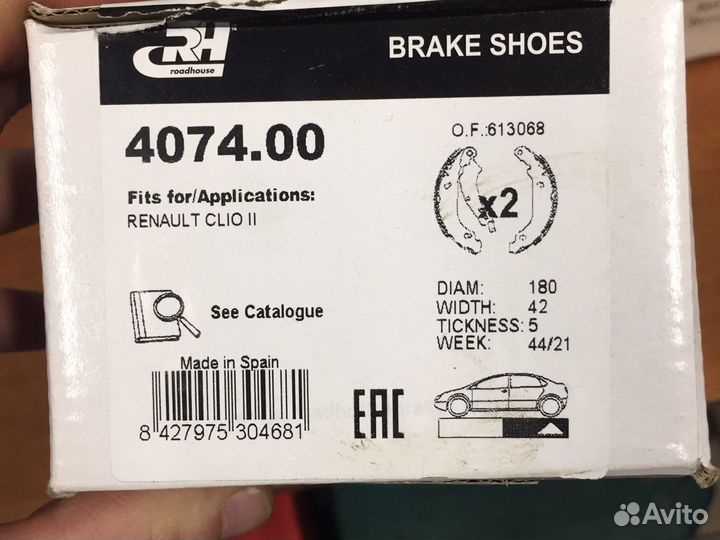 RH
roadhouse
BRAKE SHOES
4074.00
O.F.:613068
Fits for/Applications:
RENAULT CLIO II
x2
See Catalogue
DIAM: 180
WIDTH: 42
TICKNESS: 5
WEEK: 44/21
Made in Spain
8 427975 304681
EAC
Avito